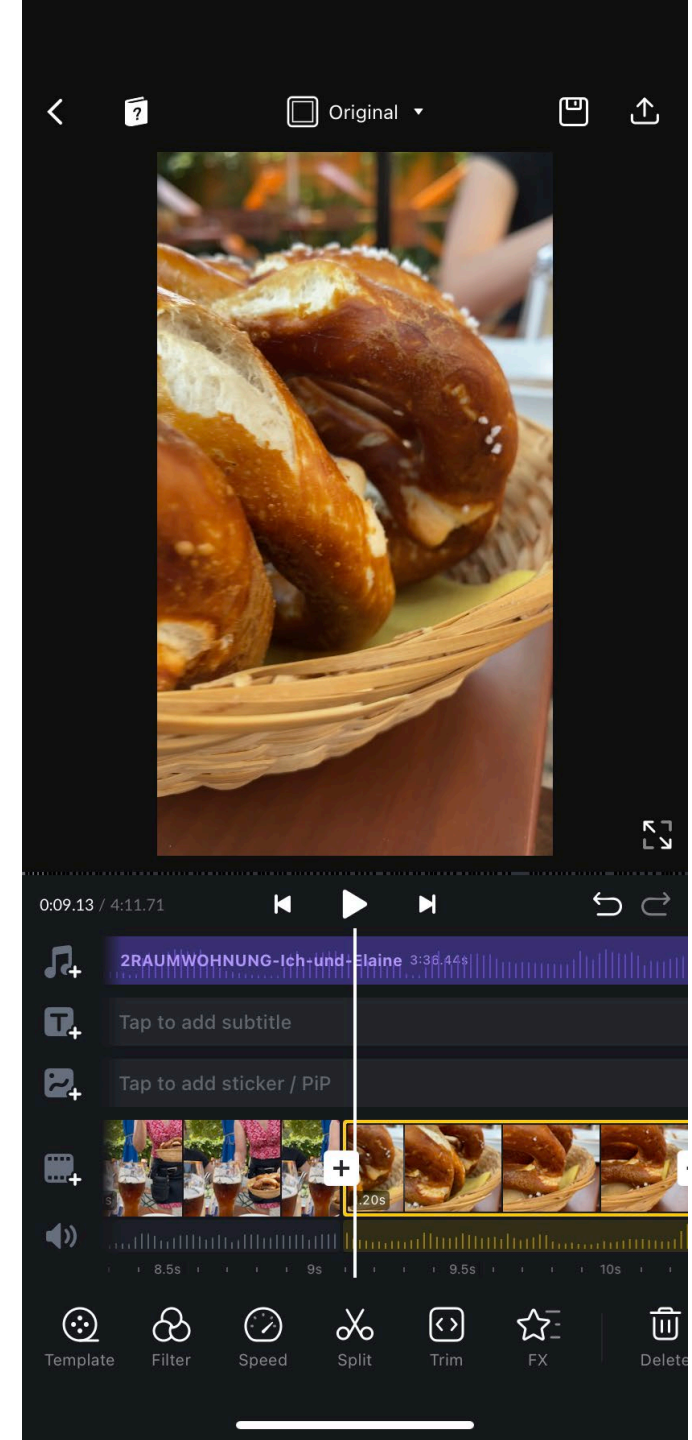 ?
Original
0:09.13 / 4:11.71
2RAUMWOHNUNG-Ich-und-Elaine 3:36.44s
Tap to add subtitle
Tap to add sticker / PiP
.20s
8.5s 9s 9.5s 10s
Template Filter Speed Split Trim FX Delete